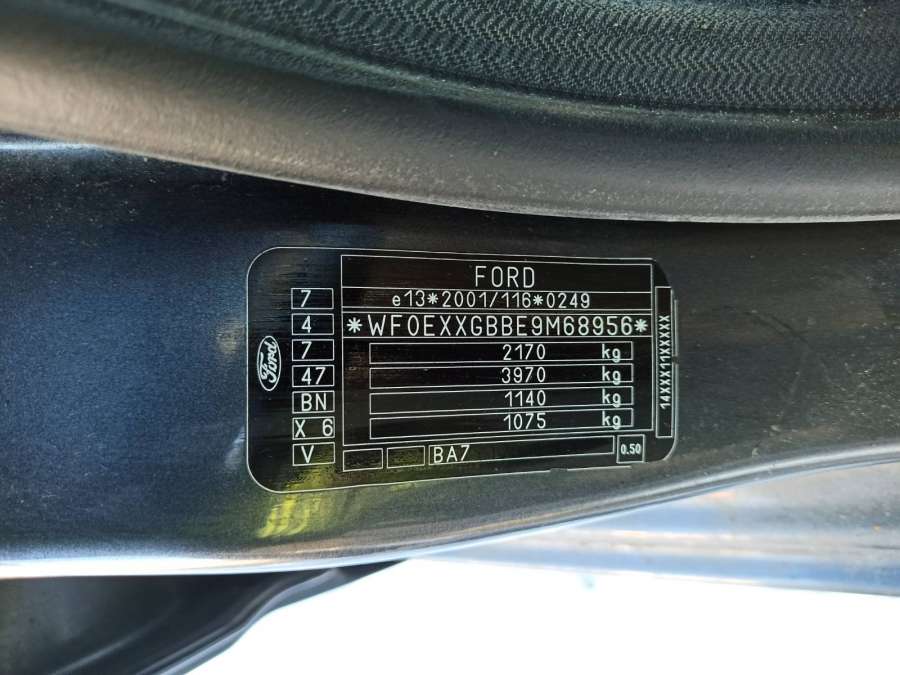 FORD
7 e13*2001/116*0249
4 *WF0EXXGBBE9M68956*
7 2170 kg
47 3970 kg
BN 1140 kg
X 6 1075 kg
V BA7 0.50
Ford
14XXX11XXXXX